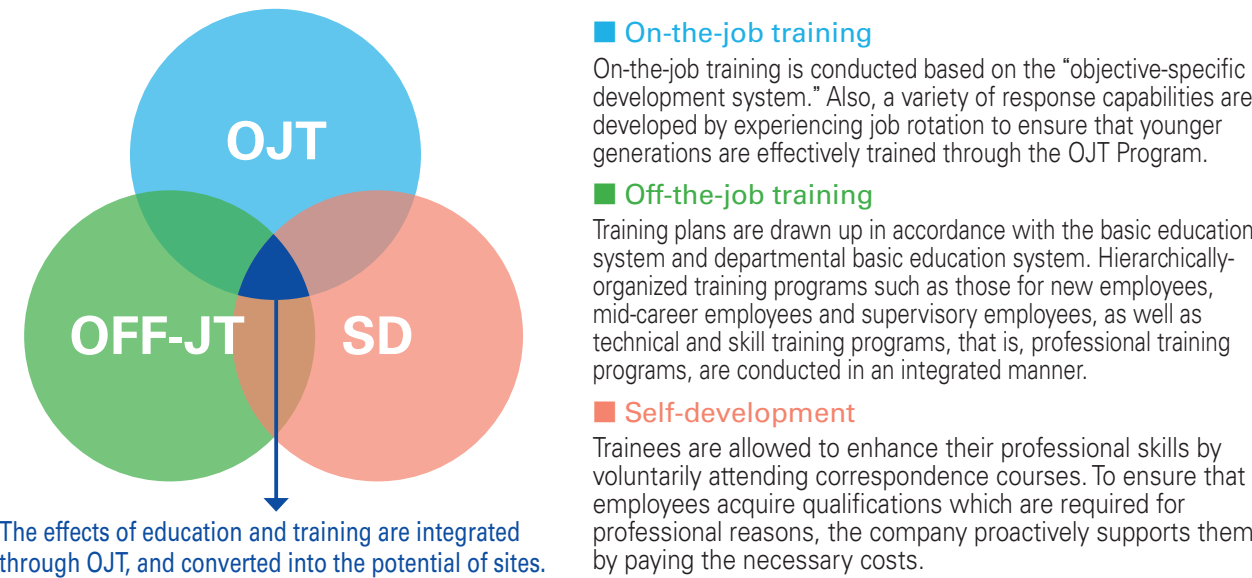 OJT
OFF-JT
SD
The effects of education and training are integrated
through OJT, and converted into the potential of sites.
On-the-job training
On-the-job training is conducted based on the “objective-specific
development system.” Also, a variety of response capabilities are
developed by experiencing job rotation to ensure that younger
generations are effectively trained through the OJT Program.
Off-the-job training
Training plans are drawn up in accordance with the basic education
system and departmental basic education system. Hierarchically-
organized training programs such as those for new employees,
mid-career employees and supervisory employees, as well as
technical and skill training programs, that is, professional training
programs, are conducted in an integrated manner.
Self-development
Trainees are allowed to enhance their professional skills by
voluntarily attending correspondence courses. To ensure that
employees acquire qualifications which are required for
professional reasons, the company proactively supports them
by paying the necessary costs.